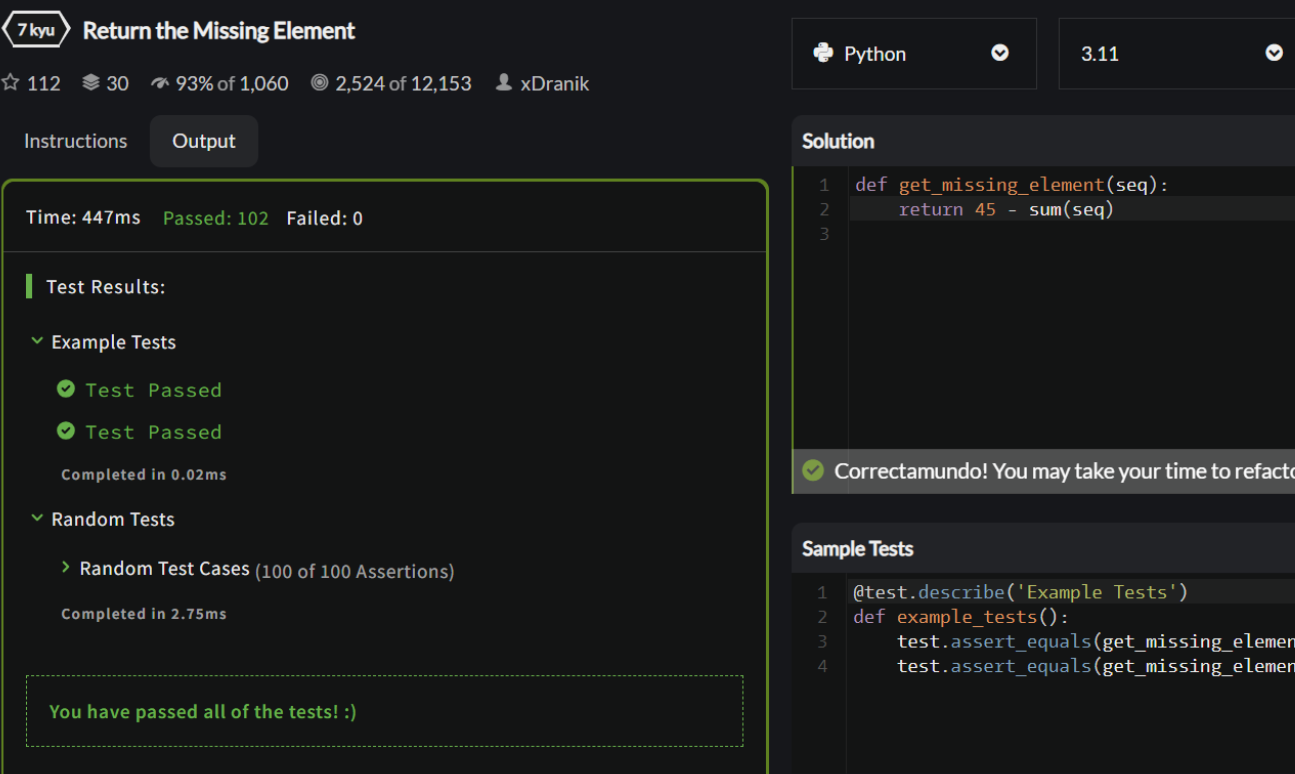 7 kyu Return the Missing Element
112 30 93% of 1,060 2,524 of 12,153 xDranik
Instructions Output
Time: 447ms Passed: 102 Failed: 0
Test Results:
Example Tests
Test Passed
Test Passed
Completed in 0.02ms
Random Tests
Random Test Cases (100 of 100 Assertions)
Completed in 2.75ms
You have passed all of the tests! :)
Python 3.11
Solution
1 def get_missing_element(seq):
2 return 45 - sum(seq)
3
Correctamundo! You may take your time to refacto
Sample Tests
1 @test.describe('Example Tests')
2 def example_tests():
3 test.assert_equals(get_missing_elemen
4 test.assert_equals(get_missing_elemen